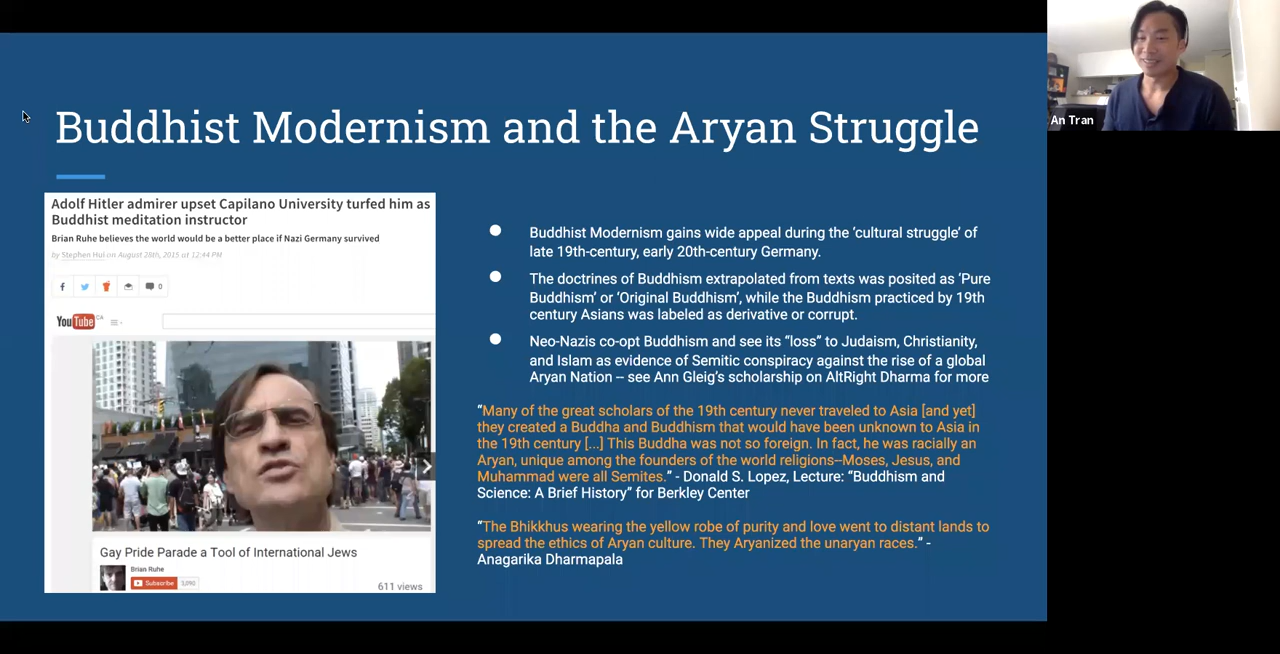 Buddhist Modernism and the Aryan Struggle
An Tran
Adolf Hitler admirer upset Capilano University turfed him as
Buddhist meditation instructor
Brian Ruhe believes the world would be a better place if Nazi Germany survived
by Stephen Hui on August 28th, 2015 at 12:44 PM
0
YouTube CA
Gay Pride Parade a Tool of International Jews
Brian Ruhe
Subscribe 3,090
611 views
Buddhist Modernism gains wide appeal during the 'cultural struggle' of
late 19th-century, early 20th-century Germany.
The doctrines of Buddhism extrapolated from texts was posited as 'Pure
Buddhism' or 'Original Buddhism', while the Buddhism practiced by 19th
century Asians was labeled as derivative or corrupt.
Neo-Nazis co-opt Buddhism and see its "loss" to Judaism, Christianity,
and Islam as evidence of Semitic conspiracy against the rise of a global
Aryan Nation -- see Ann Gleig's scholarship on AltRight Dharma for more
"Many of the great scholars of the 19th century never traveled to Asia [and yet]
they created a Buddha and Buddhism that would have been unknown to Asia in
the 19th century [...] This Buddha was not so foreign. In fact, he was racially an
Aryan, unique among the founders of the world religions--Moses, Jesus, and
Muhammad were all Semites." - Donald S. Lopez, Lecture: "Buddhism and
Science: A Brief History" for Berkley Center
"The Bhikkhus wearing the yellow robe of purity and love went to distant lands to
spread the ethics of Aryan culture. They Aryanized the unaryan races." -
Anagarika Dharmapala